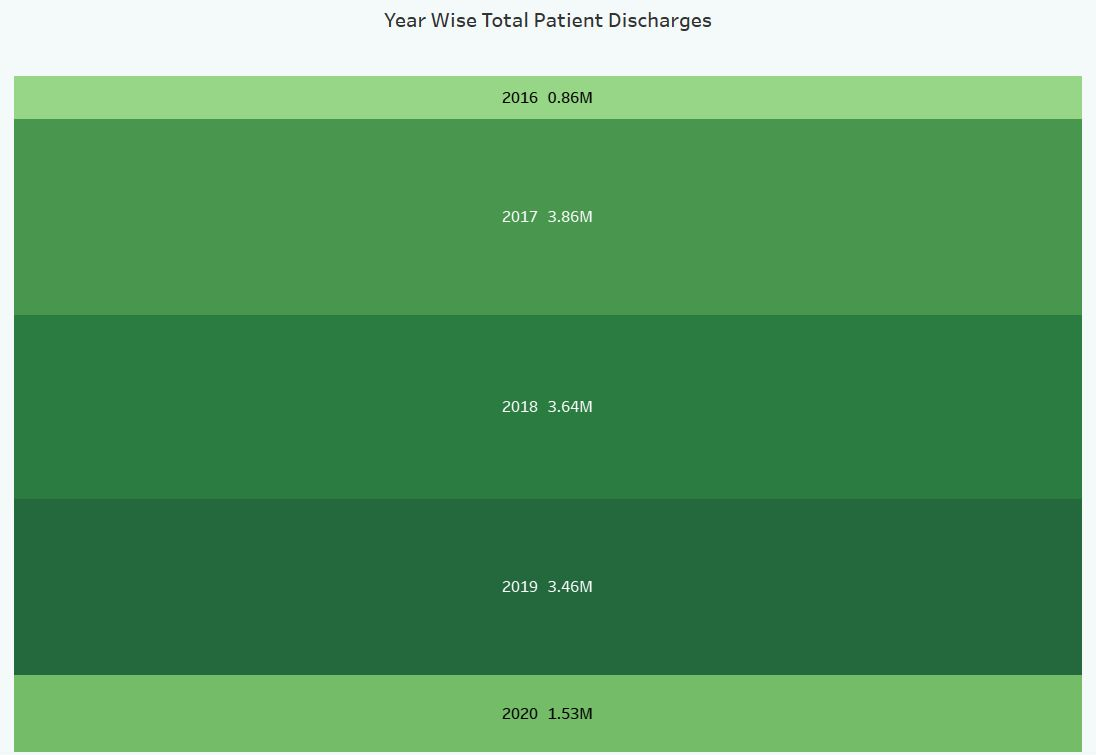 Year Wise Total Patient Discharges
2016 0.86M
2017 3.86M
2018 3.64M
2019 3.46M
2020 1.53M